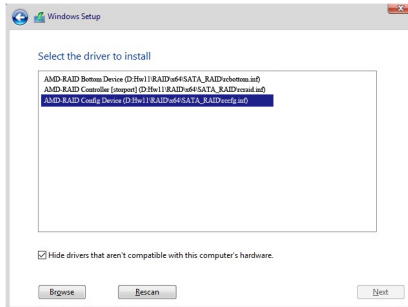 Windows Setup
Select the driver to install
AMD-RAID Bottom Device (D:Hw11\RAID\x64\SATA_RAID\rcbottom.inf)
AMD-RAID Controller [storport] (D:Hw11\RAID\x64\SATA_RAID\rcraid.inf)
AMD-RAID Config Device (D:Hw11\RAID\x64\SATA_RAID\rccfg.inf)
Hide drivers that aren't compatible with this computer's hardware.
Browse Rescan Next